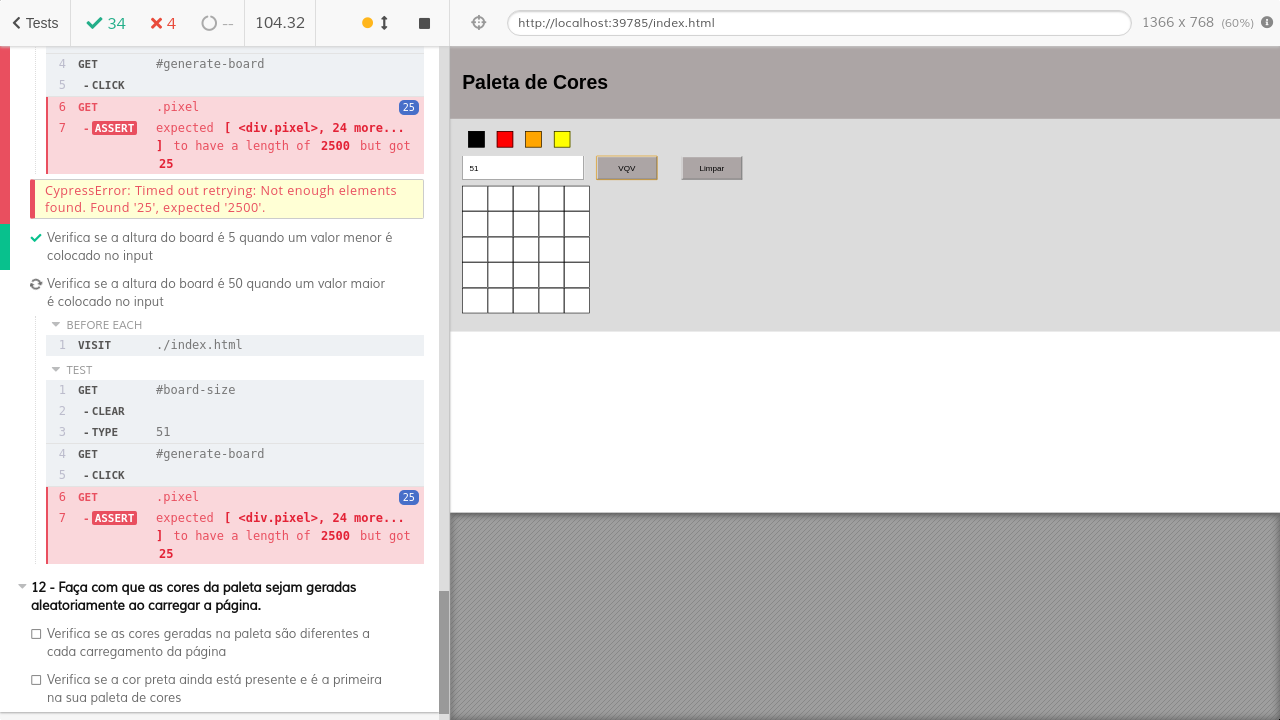 Tests 34 4 -- 104.32
http://localhost:39785/index.html 1366 x 768 (60%)
4 GET #generate-board
5 - CLICK
6 GET .pixel 25
7 - ASSERT expected [ <div.pixel>, 24 more...
] to have a length of 2500 but got
25
CypressError: Timed out retrying: Not enough elements
found. Found '25', expected '2500'.
Verifica se a altura do board é 5 quando um valor menor é
colocado no input
Verifica se a altura do board é 50 quando um valor maior
é colocado no input
BEFORE EACH
1 VISIT ./index.html
TEST
1 GET #board-size
2 - CLEAR
3 - TYPE 51
4 GET #generate-board
5 - CLICK
6 GET .pixel 25
7 - ASSERT expected [ <div.pixel>, 24 more...
] to have a length of 2500 but got
25
12 - Faça com que as cores da paleta sejam geradas
aleatoriamente ao carregar a página.
Verifica se as cores geradas na paleta são diferentes a
cada carregamento da página
Verifica se a cor preta ainda está presente e é a primeira
na sua paleta de cores
Paleta de Cores
51 VQV Limpar